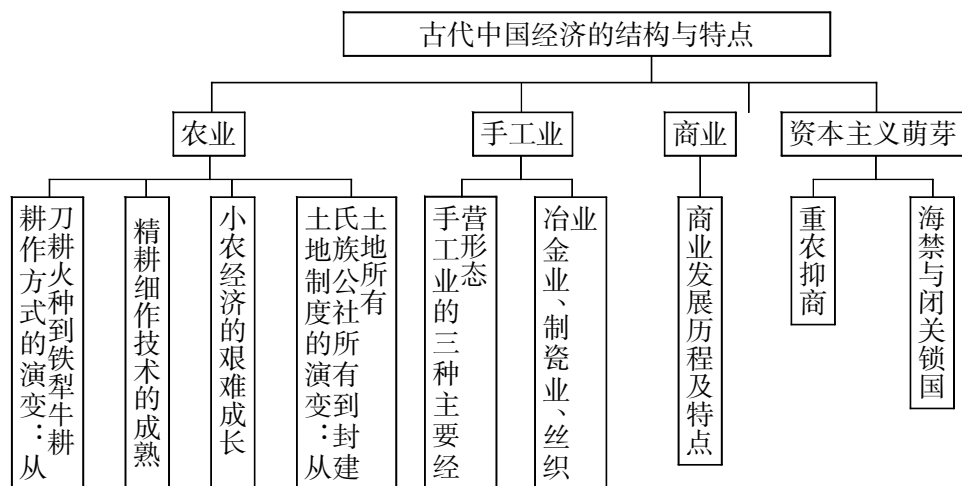 古代中国经济的结构与特点
农业
手工业
商业
资本主义萌芽
耕作方式的演变：从
刀耕火种到铁犁牛耕
精耕细作技术的成熟
小农经济的艰难成长
土地制度的演变：从
氏族公社所有到封建
土地所有
手工业的三种主要经
营形态
冶金业、制瓷业、丝织
业
商业发展历程及特点
重农抑商
海禁与闭关锁国